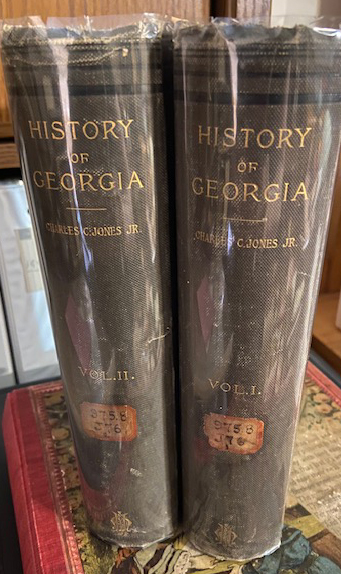 HISTORY
OF
GEORGIA
CHARLES C. JONES JR.
VOL. II.
975.8
J76
HISTORY
OF
GEORGIA
CHARLES C. JONES JR.
VOL. I.
975.8
J76